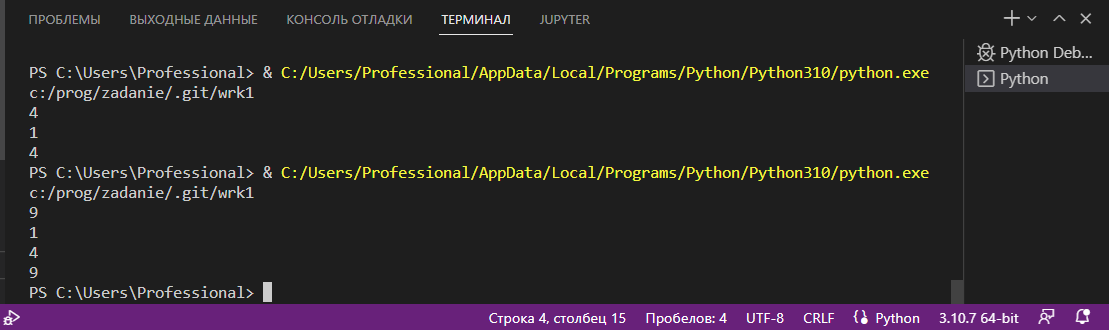 ПРОБЛЕМЫ ВЫХОДНЫЕ ДАННЫЕ КОНСОЛЬ ОТЛАДКИ ТЕРМИНАЛ JUPYTER
PS C:\Users\Professional> & C:/Users/Professional/AppData/Local/Programs/Python/Python310/python.exe
c:/prog/zadanie/.git/wrk1
4
1
4
PS C:\Users\Professional> & C:/Users/Professional/AppData/Local/Programs/Python/Python310/python.exe
c:/prog/zadanie/.git/wrk1
9
1
4
9
PS C:\Users\Professional>
Python Deb...
Python
Строка 4, столбец 15 Пробелов: 4 UTF-8 CRLF Python 3.10.7 64-bit